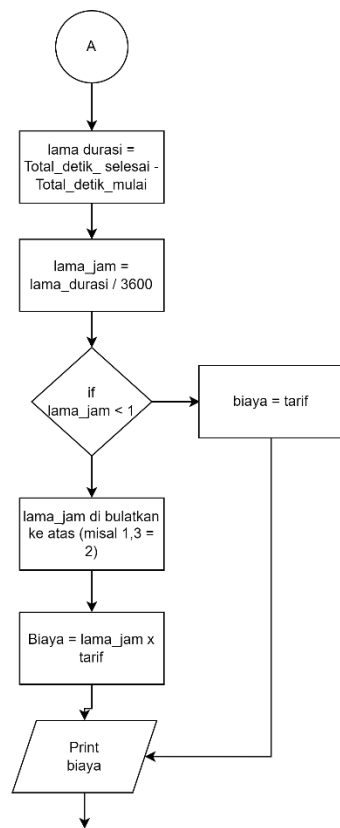 A
lama durasi =
Total_detik_ selesai -
Total_detik_mulai
lama_jam =
lama_durasi / 3600
if
lama_jam < 1
biaya = tarif
lama_jam di bulatkan
ke atas (misal 1,3 =
2)
Biaya = lama_jam x
tarif
Print
biaya